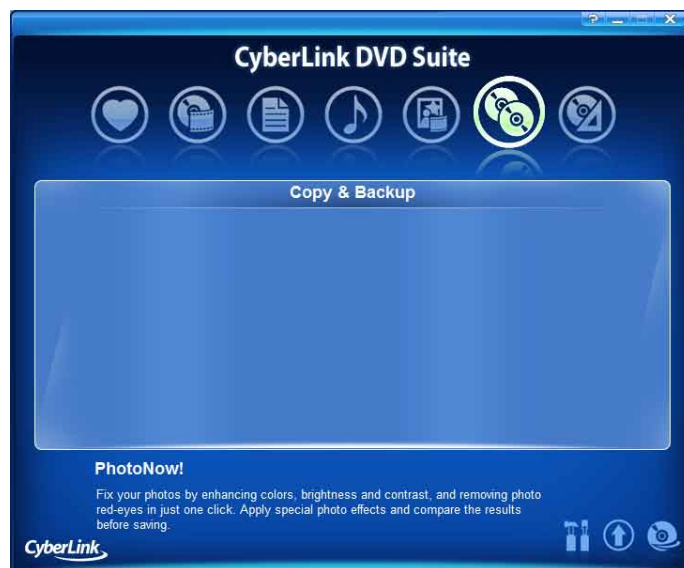 CyberLink DVD Suite
Copy & Backup
PhotoNow!
Fix your photos by enhancing colors, brightness and contrast, and removing photo
red-eyes in just one click. Apply special photo effects and compare the results
before saving.
CyberLink